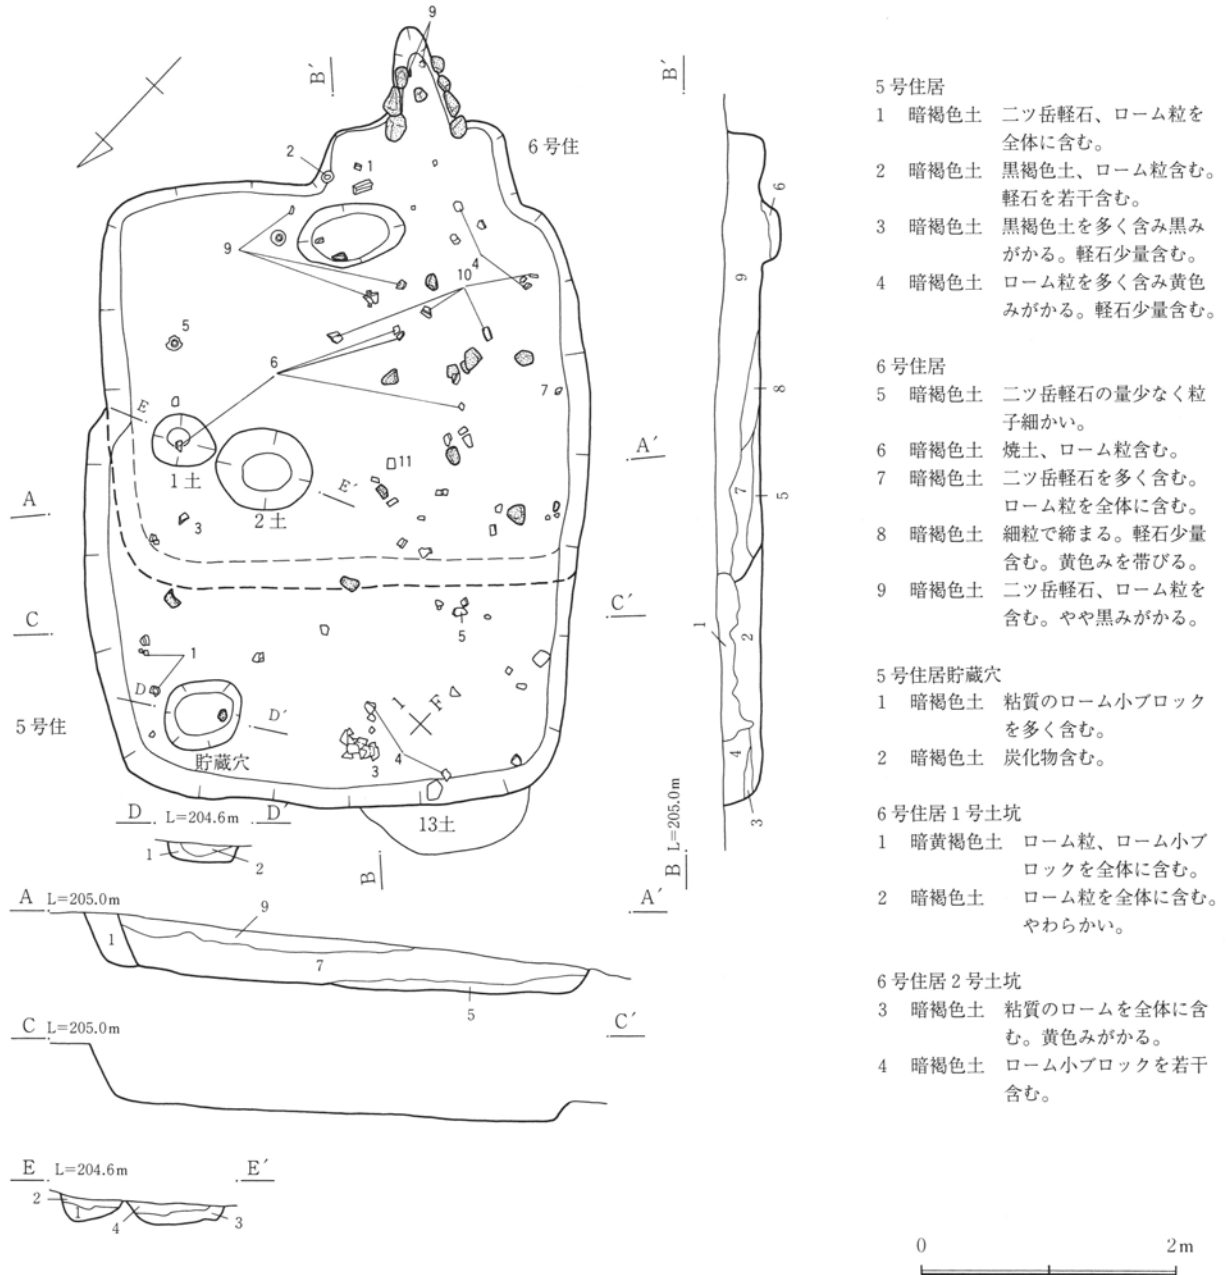 9
B′
B′
6号住
2
1
9
4
10
5
6
7
E
1土
2土
E′
11
A
A′
3
C
C′
5
1
D
D′
1
F
5号住
貯蔵穴
3
4
13土
D L=204.6m D′
1
2
B
B L=205.0m
6
9
8
7
5
1
2
4
3
A L=205.0m
A′
9
1
7
5
C L=205.0m
C′
E L=204.6m
E′
2
1
4
3
5号住居
1 暗褐色土 二ツ岳軽石、ローム粒を
全体に含む。
2 暗褐色土 黒褐色土、ローム粒含む。
軽石を若干含む。
3 暗褐色土 黒褐色土を多く含み黒み
がかる。軽石少量含む。
4 暗褐色土 ローム粒を多く含み黄色
みがかる。軽石少量含む。
6号住居
5 暗褐色土 二ツ岳軽石の量少なく粒
子細かい。
6 暗褐色土 焼土、ローム粒含む。
7 暗褐色土 二ツ岳軽石を多く含む。
ローム粒を全体に含む。
8 暗褐色土 細粒で締まる。軽石少量
含む。黄色みを帯びる。
9 暗褐色土 二ツ岳軽石、ローム粒を
含む。やや黒みがかる。
5号住居貯蔵穴
1 暗褐色土 粘質のローム小ブロック
を多く含む。
2 暗褐色土 炭化物含む。
6号住居1号土坑
1 暗黄褐色土 ローム粒、ローム小ブ
ロックを全体に含む。
2 暗褐色土 ローム粒を全体に含む。
やわらかい。
6号住居2号土坑
3 暗褐色土 粘質のロームを全体に含
む。黄色みがかる。
4 暗褐色土 ローム小ブロックを若干
含む。
0 2m